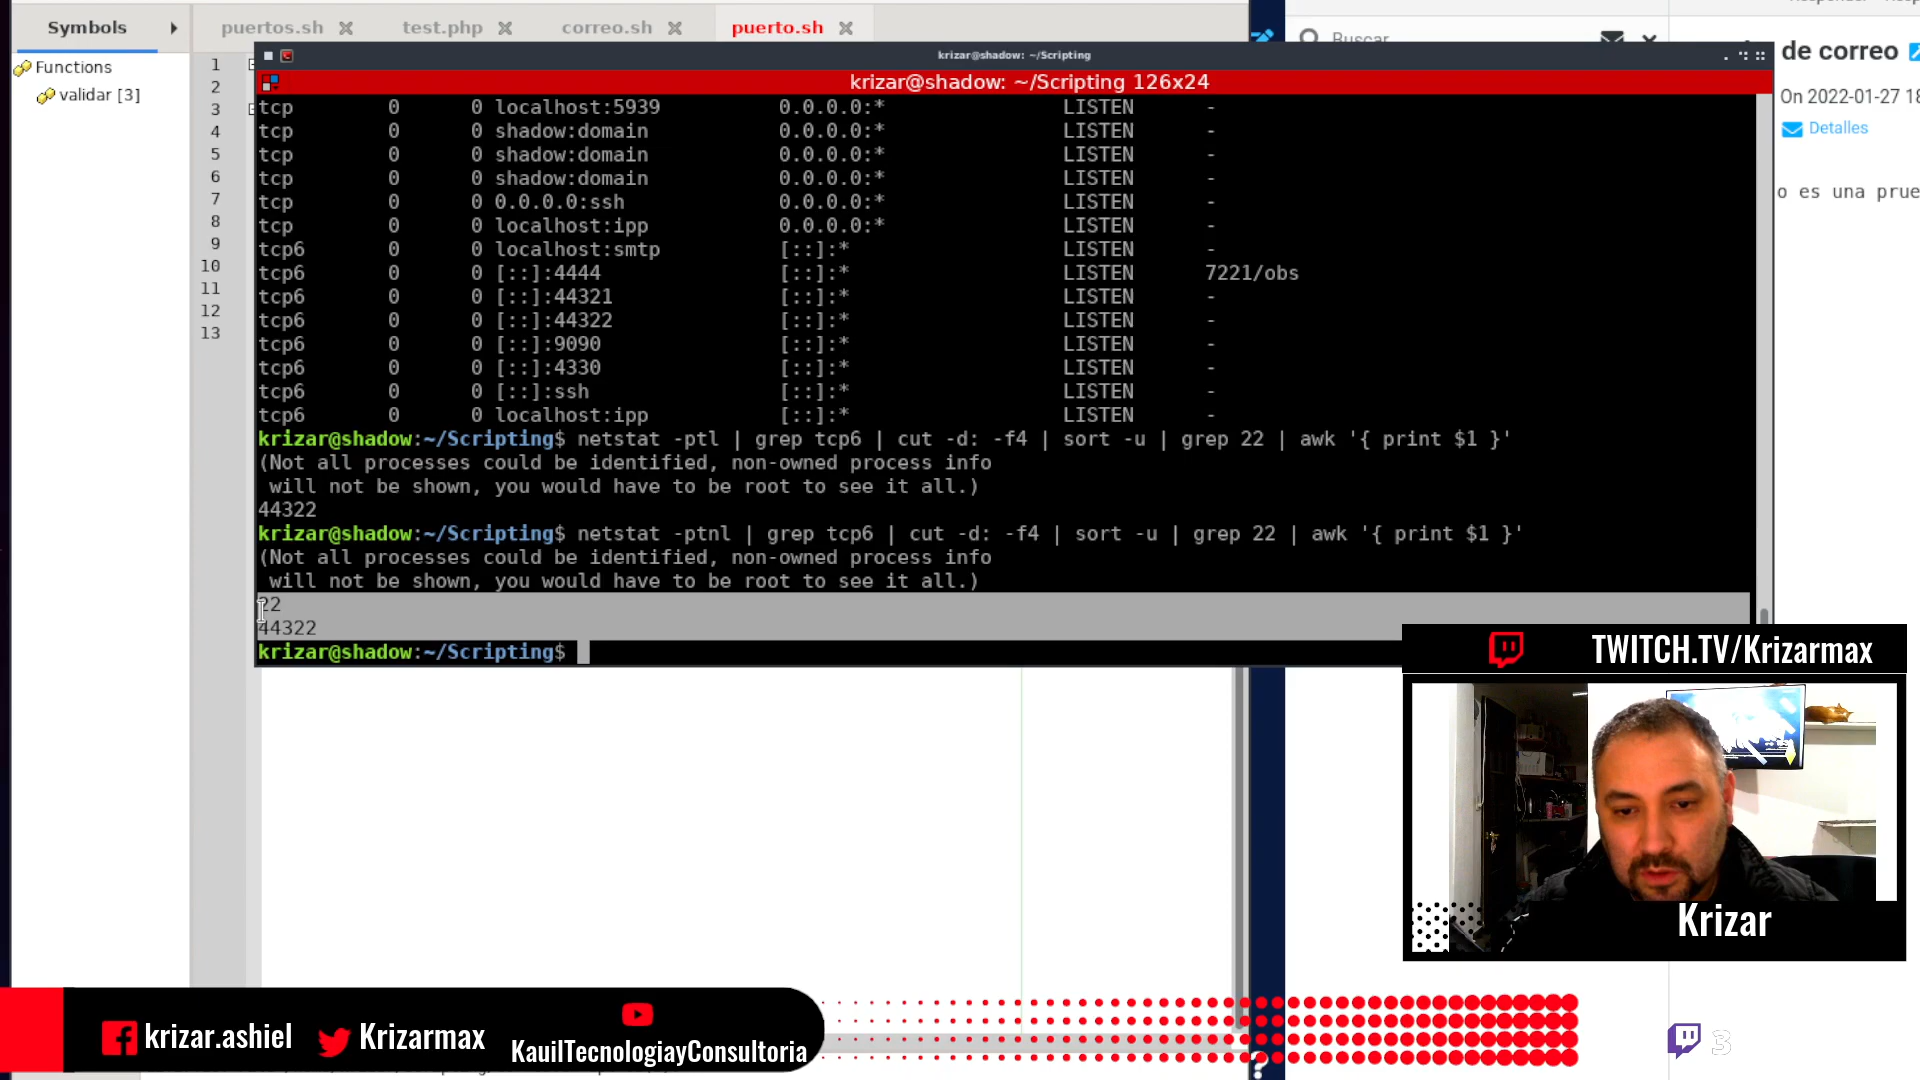 Symbols
puertos.sh
test.php
correo.sh
puerto.sh
Functions
validar [3]
1
2
3
4
5
6
7
8
9
10
11
12
13
krizar@shadow: ~/Scripting
krizar@shadow: ~/Scripting 126x24
tcp 0 0 localhost:5939 0.0.0.0:* LISTEN -
tcp 0 0 shadow:domain 0.0.0.0:* LISTEN -
tcp 0 0 shadow:domain 0.0.0.0:* LISTEN -
tcp 0 0 shadow:domain 0.0.0.0:* LISTEN -
tcp 0 0 0.0.0.0:ssh 0.0.0.0:* LISTEN -
tcp 0 0 localhost:ipp 0.0.0.0:* LISTEN -
tcp6 0 0 localhost:smtp [::]:* LISTEN -
tcp6 0 0 [::]:4444 [::]:* LISTEN 7221/obs
tcp6 0 0 [::]:44321 [::]:* LISTEN -
tcp6 0 0 [::]:44322 [::]:* LISTEN -
tcp6 0 0 [::]:9090 [::]:* LISTEN -
tcp6 0 0 [::]:4330 [::]:* LISTEN -
tcp6 0 0 [::]:ssh [::]:* LISTEN -
tcp6 0 0 localhost:ipp [::]:* LISTEN -
krizar@shadow:~/Scripting$ netstat -ptl | grep tcp6 | cut -d: -f4 | sort -u | grep 22 | awk '{ print $1 }'
(Not all processes could be identified, non-owned process info
will not be shown, you would have to be root to see it all.)
44322
krizar@shadow:~/Scripting$ netstat -ptnl | grep tcp6 | cut -d: -f4 | sort -u | grep 22 | awk '{ print $1 }'
(Not all processes could be identified, non-owned process info
will not be shown, you would have to be root to see it all.)
22
44322
krizar@shadow:~/Scripting$
Buscar
de correo
On 2022-01-27 18
Detalles
o es una prue
TWITCH.TV/Krizarmax
Krizar
krizar.ashiel
Krizarmax
KauilTecnologiayConsultoria
3